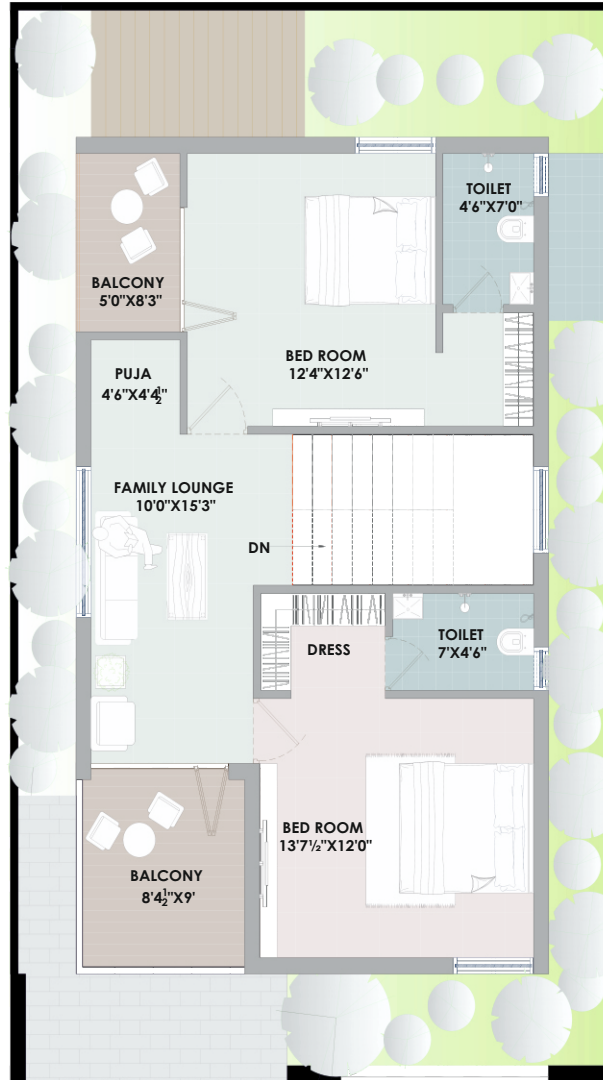 TOILET
4'6"X7'0"
BALCONY
5'0"X8'3"
BED ROOM
12'4"X12'6"
PUJA
4'6"X4'4½"
FAMILY LOUNGE
10'0"X15'3"
DN
TOILET
7'X4'6"
DRESS
BED ROOM
13'7½"X12'0"
BALCONY
8'4½"X9'